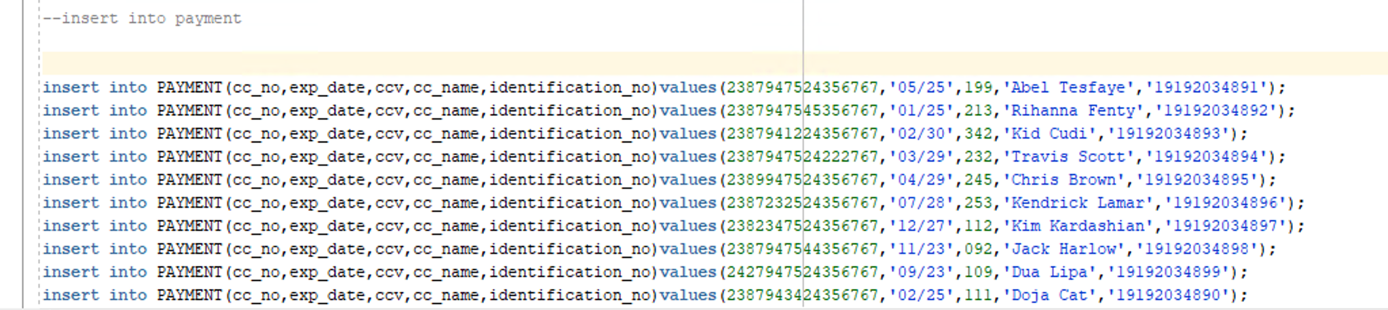 --insert into payment
insert into PAYMENT(cc_no,exp_date,ccv,cc_name,identification_no)values(2387947524356767,'05/25',199,'Abel Tesfaye','19192034891');
insert into PAYMENT(cc_no,exp_date,ccv,cc_name,identification_no)values(2387947545356767,'01/25',213,'Rihanna Fenty','19192034892');
insert into PAYMENT(cc_no,exp_date,ccv,cc_name,identification_no)values(2387941224356767,'02/30',342,'Kid Cudi','19192034893');
insert into PAYMENT(cc_no,exp_date,ccv,cc_name,identification_no)values(2387947524222767,'03/29',232,'Travis Scott','19192034894');
insert into PAYMENT(cc_no,exp_date,ccv,cc_name,identification_no)values(2389947524356767,'04/29',245,'Chris Brown','19192034895');
insert into PAYMENT(cc_no,exp_date,ccv,cc_name,identification_no)values(2387232524356767,'07/28',253,'Kendrick Lamar','19192034896');
insert into PAYMENT(cc_no,exp_date,ccv,cc_name,identification_no)values(2382347524356767,'12/27',112,'Kim Kardashian','19192034897');
insert into PAYMENT(cc_no,exp_date,ccv,cc_name,identification_no)values(2387947544356767,'11/23',092,'Jack Harlow','19192034898');
insert into PAYMENT(cc_no,exp_date,ccv,cc_name,identification_no)values(2427947524356767,'09/23',109,'Dua Lipa','19192034899');
insert into PAYMENT(cc_no,exp_date,ccv,cc_name,identification_no)values(2387943424356767,'02/25',111,'Doja Cat','19192034890');